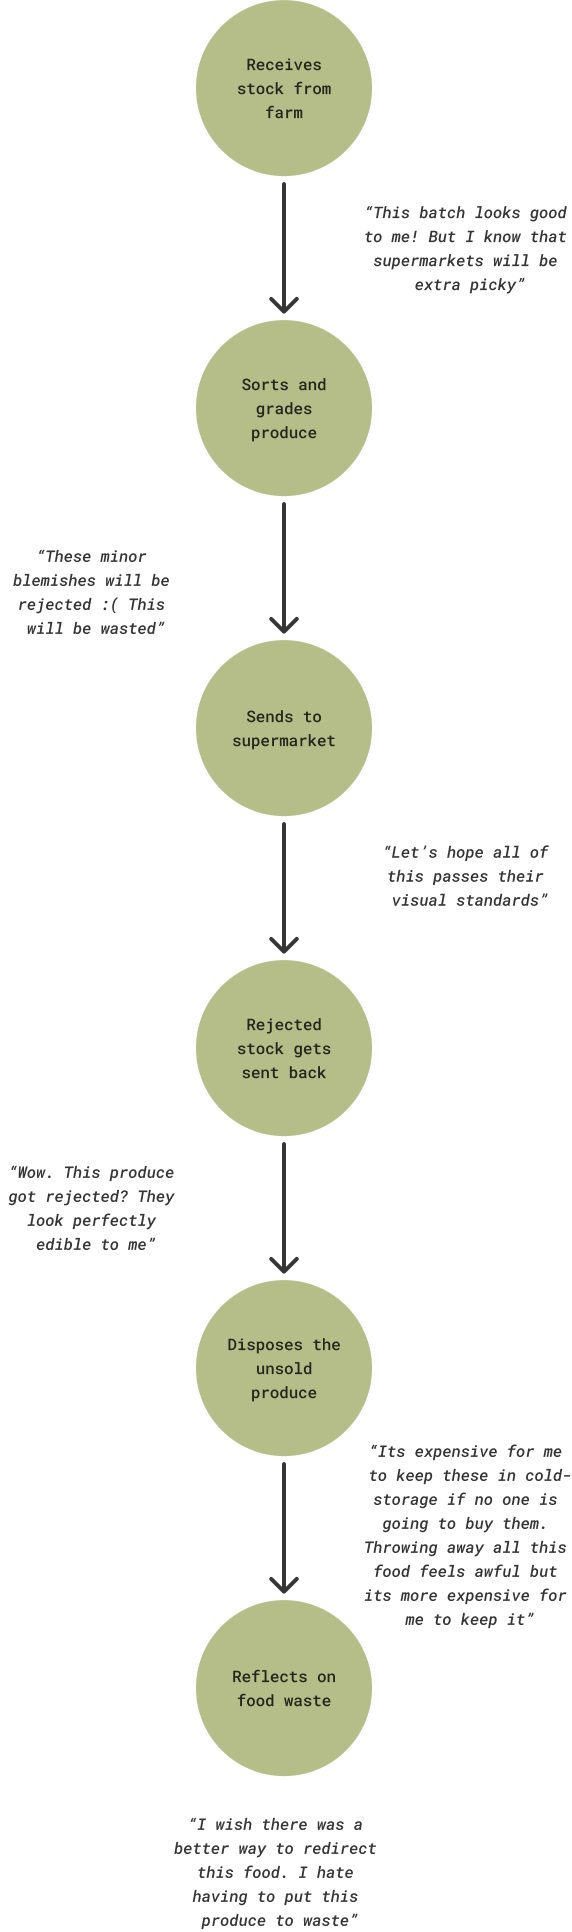 Receives
stock from
farm
“This batch looks good
to me! But I know that
supermarkets will be
extra picky”
Sorts and
grades
produce
“These minor
blemishes will be
rejected :( This
will be wasted”
Sends to
supermarket
“Let’s hope all of
this passes their
visual standards”
Rejected
stock gets
sent back
“Wow. This produce
got rejected? They
look perfectly
edible to me”
Disposes the
unsold
produce
“Its expensive for me
to keep these in cold-
storage if no one is
going to buy them.
Throwing away all this
food feels awful but
its more expensive for
me to keep it”
Reflects on
food waste
“I wish there was a
better way to redirect
this food. I hate
having to put this
produce to waste”